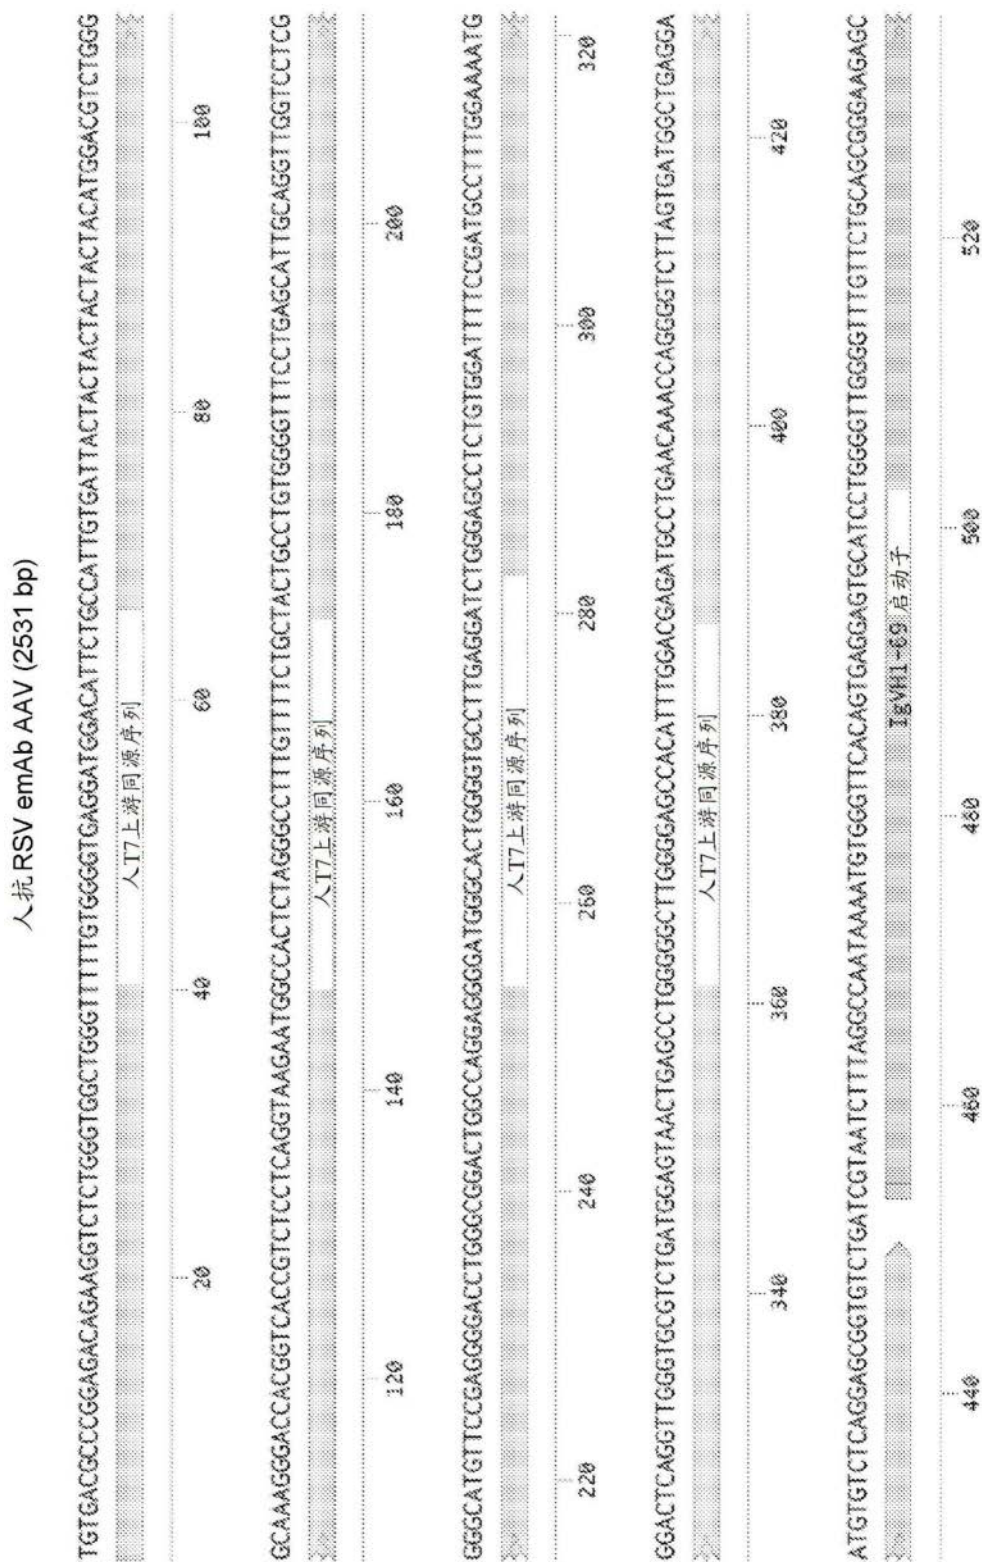 人抗 RSV emAb AAV (2531 bp)
TGTGACGCCCGGAGACAGAAGGTCTCTGGGTGGCTGGGTTTTTGTGGGGTGAGGATGGACATTCTGCCATTGTGATTACTACTACTACTACATGGACGTCTGGG
人T7上游同源序列
20 40 60 80 100
GCAAAGGGACCACGGTCACCGTCTCCTCAGGTAAGAATGGCCACTCTAGGGCCTTTGTTTTCTGCTACTGCCTGTGGGGTTTCCTGAGCATTGCAGGTTGGTCCTCG
人T7上游同源序列
120 140 160 180 200
GGGCATGTTCCGAGGGGACCTGGGCGGACTGGCCAGGAGGGGATGGGCACTGGGGTGCCTTGAGGATCTGGGAGCCTCTGTGGATTTTCCGATGCCTTTGGAAAATG
人T7上游同源序列
220 240 260 280 300 320
GGACTCAGGTTGGGTGCGTCTGATGGAGTAACTGAGCCTGGGGGCTTGGGGAGCCACATTTGGACGAGATGCCTGAACAAACCAGGGGTCTTAGTGATGGCTGAGGA
人T7上游同源序列
340 360 380 400 420
ATGTGTCTCAGGAGCGGTGTCTGATCGTAATCTTTAGGCCAATAAAATGTGGGTTCACAGTGAGGAGTGCATCCTGGGGTTGGGGTTTGTTCTGCAGCGGGAAGAGC
IgVH1-69 启动子
440 460 480 500 520